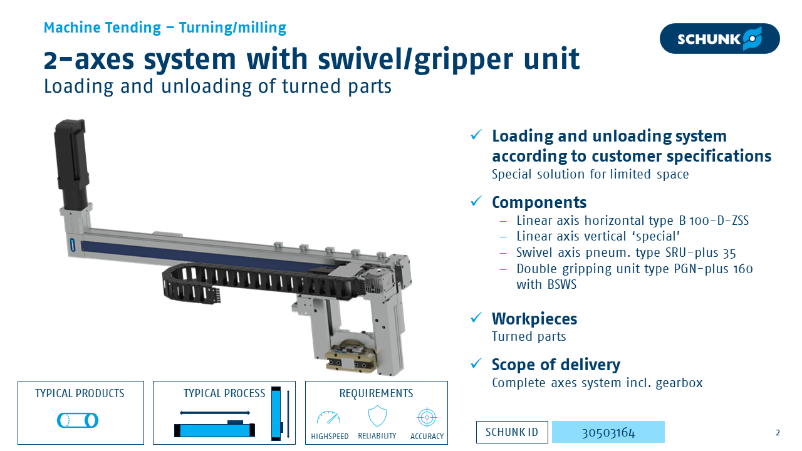 Machine Tending – Turning/milling
2-axes system with swivel/gripper unit
Loading and unloading of turned parts
SCHUNK
Loading and unloading system
according to customer specifications
Special solution for limited space
Components
– Linear axis horizontal type B 100-D-ZSS
– Linear axis vertical ‘special’
– Swivel axis pneum. type SRU-plus 35
– Double gripping unit type PGN-plus 160
with BSWS
Workpieces
Turned parts
Scope of delivery
Complete axes system incl. gearbox
TYPICAL PRODUCTS
TYPICAL PROCESS
REQUIREMENTS
HIGHSPEED RELIABILITY ACCURACY
SCHUNK ID 30503164
2